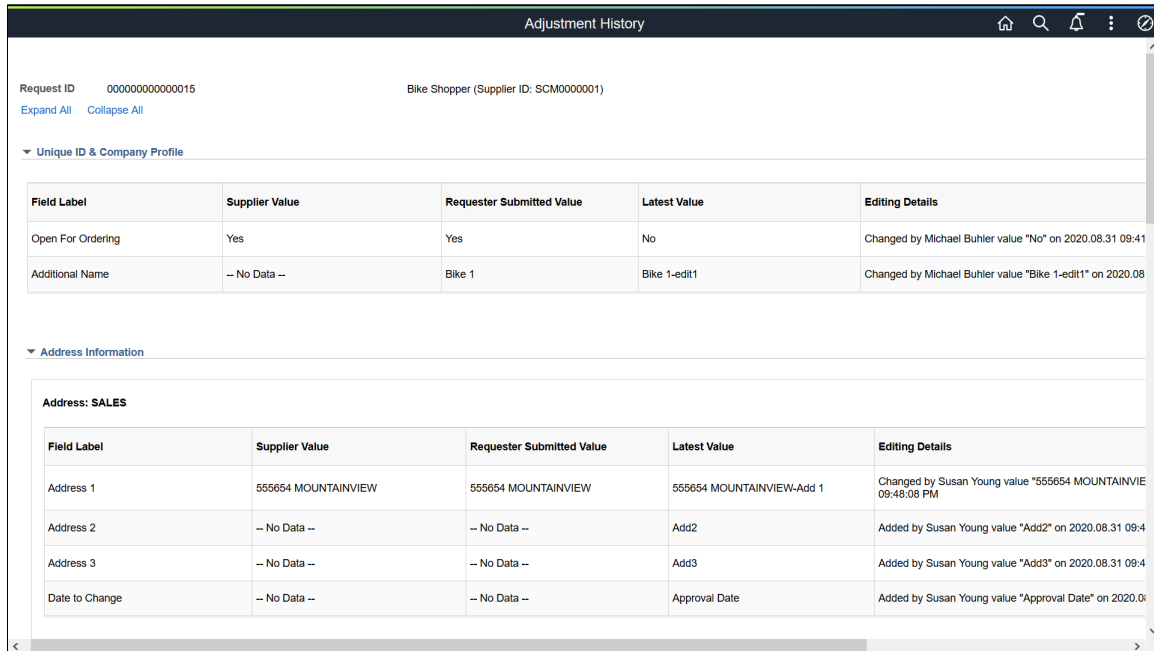 Adjustment History
Request ID 000000000000015 Bike Shopper (Supplier ID: SCM0000001)
Expand All Collapse All
Unique ID & Company Profile
Field Label Supplier Value Requester Submitted Value Latest Value Editing Details
Open For Ordering Yes Yes No Changed by Michael Buhler value "No" on 2020.08.31 09:41
Additional Name -- No Data -- Bike 1 Bike 1-edit1 Changed by Michael Buhler value "Bike 1-edit1" on 2020.08
Address Information
Address: SALES
Field Label Supplier Value Requester Submitted Value Latest Value Editing Details
Address 1 555654 MOUNTAINVIEW 555654 MOUNTAINVIEW 555654 MOUNTAINVIEW-Add 1 Changed by Susan Young value "555654 MOUNTAINVIE
09:48:08 PM
Address 2 -- No Data -- -- No Data -- Add2 Added by Susan Young value "Add2" on 2020.08.31 09:4
Address 3 -- No Data -- -- No Data -- Add3 Added by Susan Young value "Add3" on 2020.08.31 09:4
Date to Change -- No Data -- -- No Data -- Approval Date Added by Susan Young value "Approval Date" on 2020.0